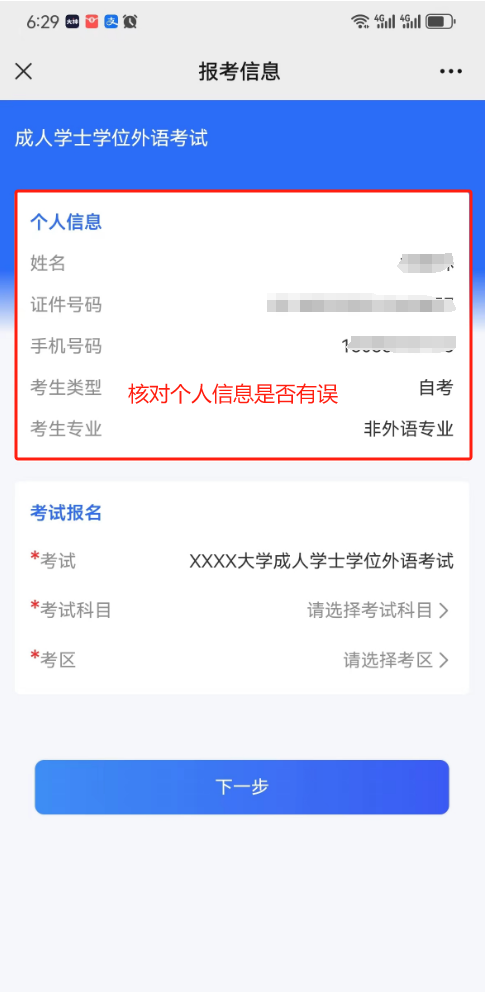 6:29
4G 4G
报考信息
成人学士学位外语考试
个人信息
姓名
证件号码
手机号码
考生类型 核对个人信息是否有误 自考
考生专业 非外语专业
考试报名
*考试 XXXX大学成人学士学位外语考试
*考试科目 请选择考试科目
*考区 请选择考区
下一步